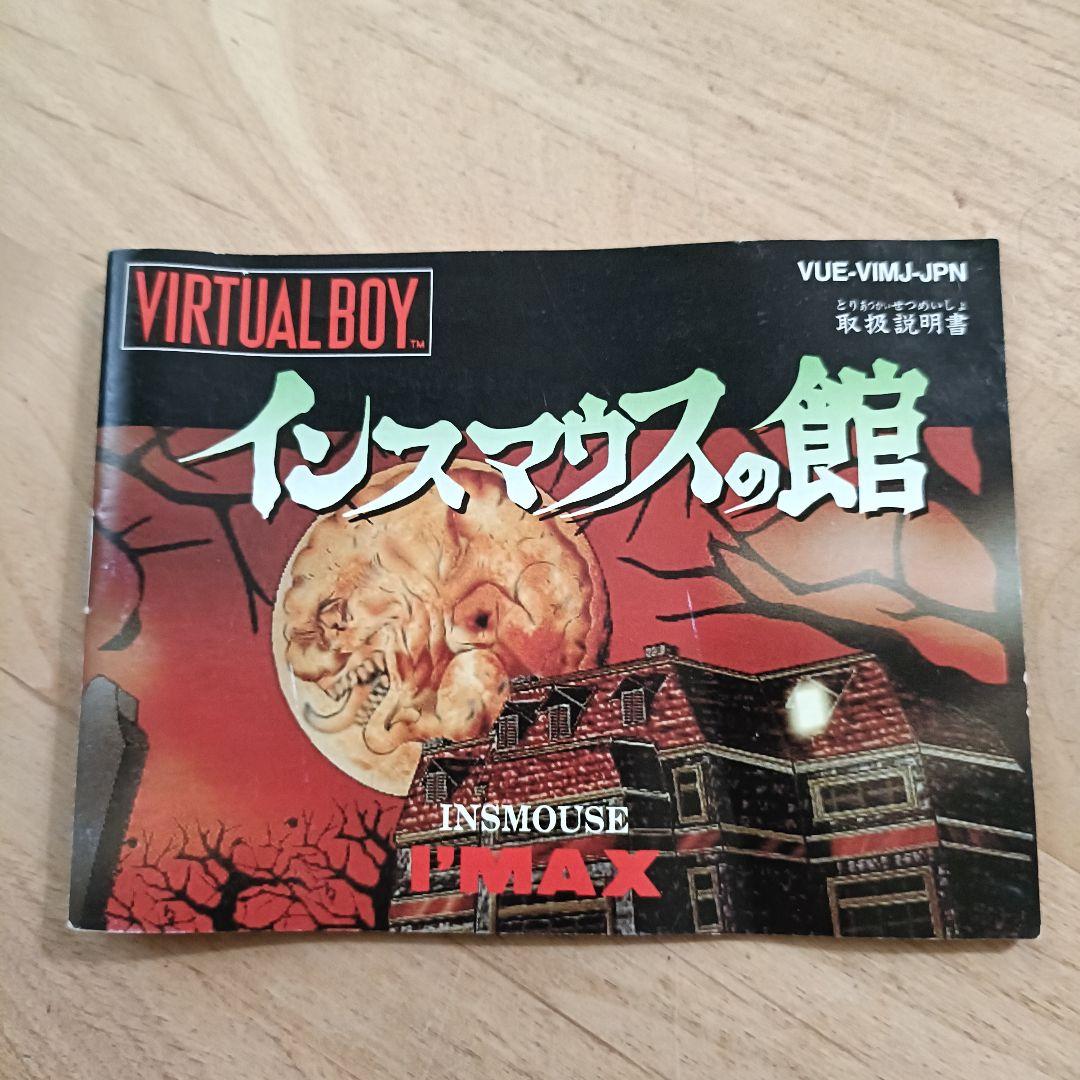 VIRTUAL BOY™
VUE-VIMJ-JPN
とりあつかいせつめいしょ
取扱説明書
インスマウスの館
INSMOUSE
I'MAX